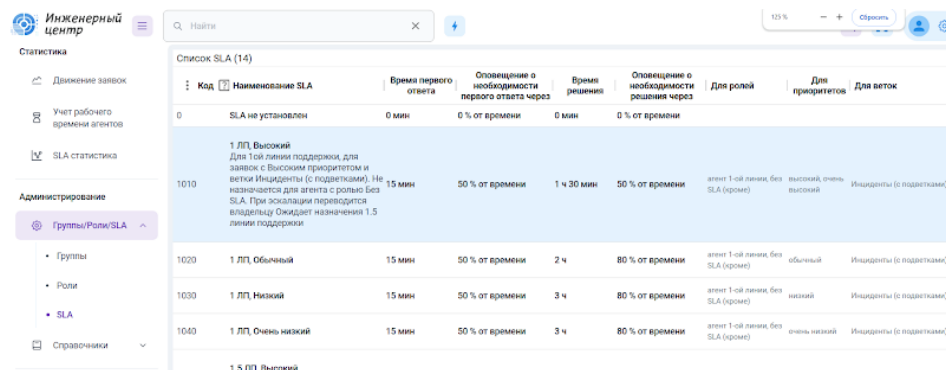 Инженерный
центр
Найти
125 %
Сбросить
Статистика
Движение заявок
Учет рабочего
времени агентов
SLA статистика
Администрирование
Группы/Роли/SLA
Группы
Роли
SLA
Справочники
Список SLA (14)
Код ? Наименование SLA
Время первого
ответа
Оповещение о
необходимости
первого ответа через
Время
решения
Оповещение о
необходимости
решения через
Для ролей
Для
приоритетов
Для веток
0 SLA не установлен 0 мин 0 % от времени 0 мин 0 % от времени
1 ЛП, Высокий
Для 1ой линии поддержки, для
заявок с Высоким приоритетом и
ветки Инциденты (с подветками). Не
назначается для агента с ролью Без
SLA. При эскалации переводится
владельцу Ожидает назначения 1.5
линии поддержки
1010 15 мин 50 % от времени 1 ч 30 мин 50 % от времени
агент 1-ой линии, без
SLA (кроме)
высокий, очень
высокий
Инциденты (с подветками)
1020 1 ЛП, Обычный 15 мин 50 % от времени 2 ч 80 % от времени
агент 1-ой линии, без
SLA (кроме)
обычный
Инциденты (с подветками)
1030 1 ЛП, Низкий 15 мин 50 % от времени 3 ч 80 % от времени
агент 1-ой линии, без
SLA (кроме)
низкий
Инциденты (с подветками)
1040 1 ЛП, Очень низкий 15 мин 50 % от времени 3 ч 80 % от времени
агент 1-ой линии, без
SLA (кроме)
очень низкий
Инциденты (с подветками)
1.5 ЛП, Высокий